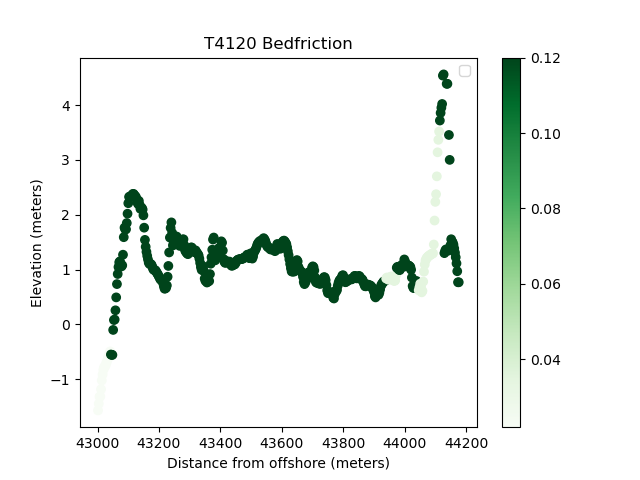 T4120 Bedfriction
0.12
4
0.10
3
2
0.08
1
0.06
0
0.04
−1
43000 43200 43400 43600 43800 44000 44200
Elevation (meters)
Distance from offshore (meters)